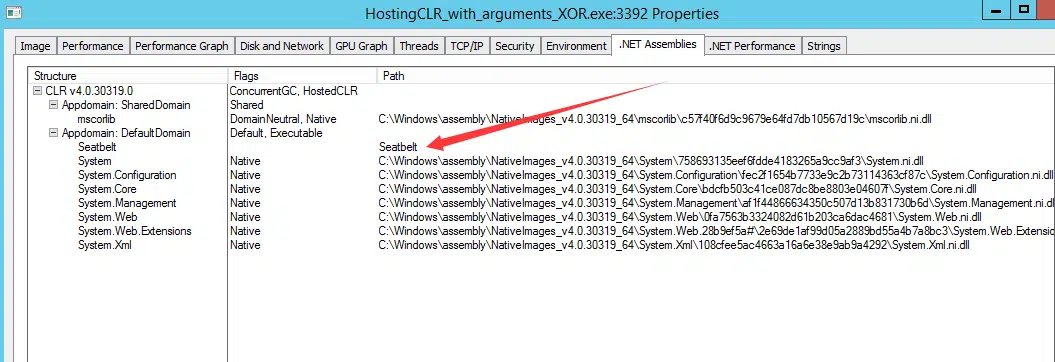 HostingCLR_with_arguments_XOR.exe:3392 Properties
Image Performance Performance Graph Disk and Network GPU Graph Threads TCP/IP Security Environment .NET Assemblies .NET Performance Strings
Structure Flags Path
CLR v4.0.30319.0 ConcurrentGC, HostedCLR
Appdomain: SharedDomain Shared
mscorlib DomainNeutral, Native C:\Windows\assembly\NativeImages_v4.0.30319_64\mscorlib\c57f40f6d9c9679e64fd7db10567d19c\mscorlib.ni.dll
Appdomain: DefaultDomain Default, Executable
Seatbelt Seatbelt
System Native C:\Windows\assembly\NativeImages_v4.0.30319_64\System\758693135eef6fdde4183265a9cc9af3\System.ni.dll
System.Configuration Native C:\Windows\assembly\NativeImages_v4.0.30319_64\System.Configuration\fec2f1654b7733e9c2b73114363cf87c\System.Configuration.ni.dll
System.Core Native C:\Windows\assembly\NativeImages_v4.0.30319_64\System.Core\bdcfb503c41ce087dc8be8803e04607f\System.Core.ni.dll
System.Management Native C:\Windows\assembly\NativeImages_v4.0.30319_64\System.Management\af1f44866634350c507d13b831730b6d\System.Management.ni.dll
System.Web Native C:\Windows\assembly\NativeImages_v4.0.30319_64\System.Web\0fa7563b3324082d61b203ca6dac4681\System.Web.ni.dll
System.Web.Extensions Native C:\Windows\assembly\NativeImages_v4.0.30319_64\System.Web.28b9ef5a#\2e69de1af99d05a2889bd55a4b7a8bc3\System.Web.Extensio
System.Xml Native C:\Windows\assembly\NativeImages_v4.0.30319_64\System.Xml\108cfee5ac4663a16a6e38e9ab9a4292\System.Xml.ni.dll